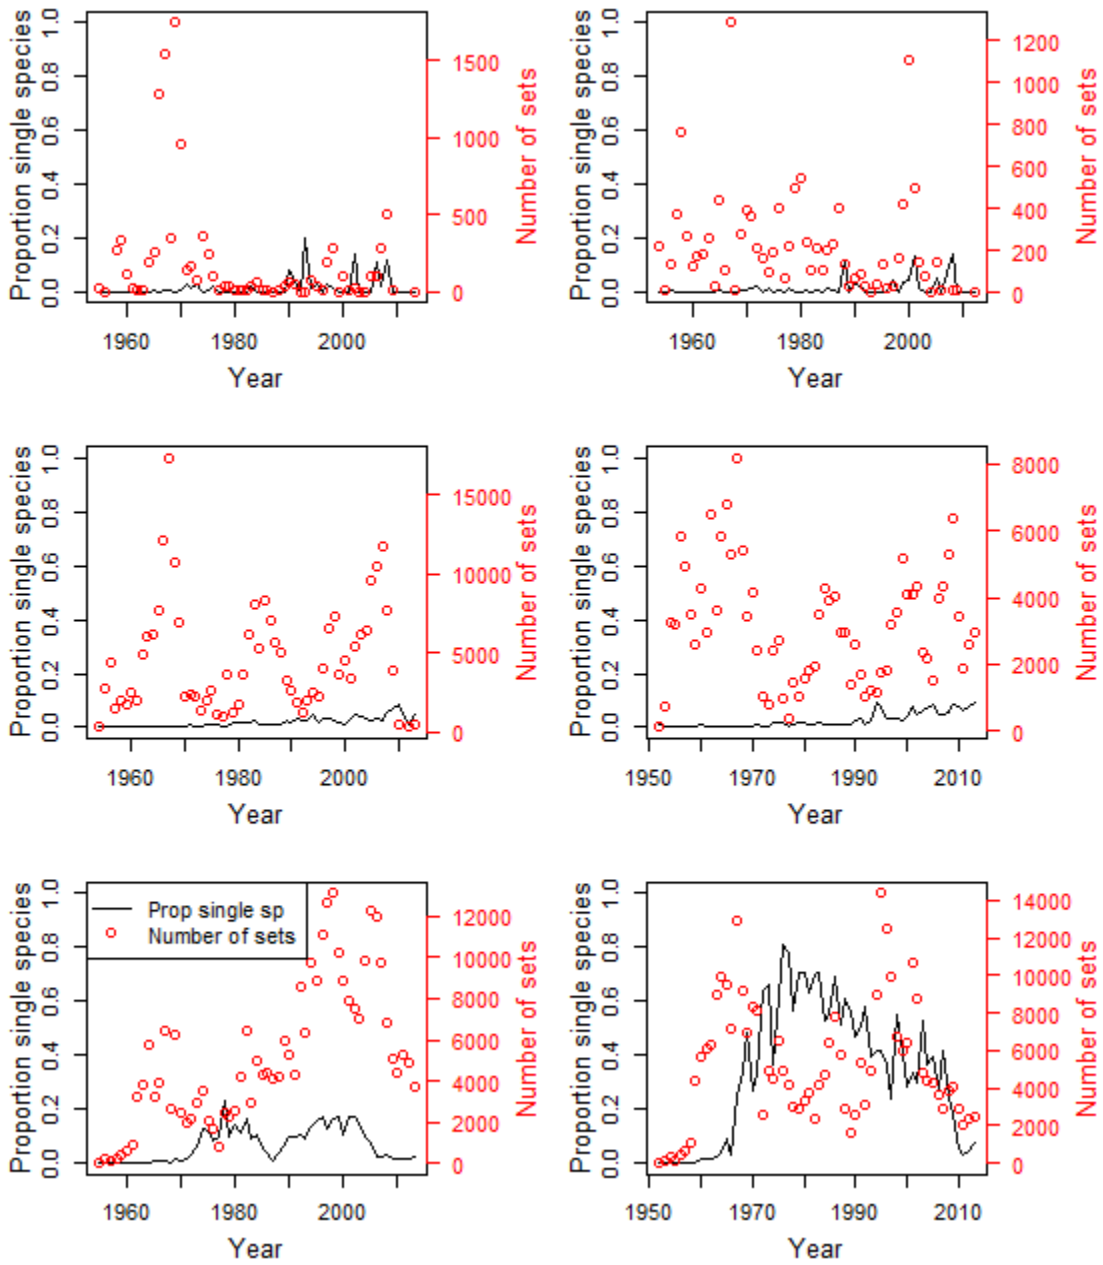 Proportion single species
0.0 0.2 0.4 0.6 0.8 1.0
1960 1980 2000
Year
0 500 1000 1500
Number of sets
Proportion single species
0.0 0.2 0.4 0.6 0.8 1.0
1960 1980 2000
Year
0 200 400 600 800 1000 1200
Number of sets
Proportion single species
0.0 0.2 0.4 0.6 0.8 1.0
1960 1980 2000
Year
0 5000 10000 15000
Number of sets
Proportion single species
0.0 0.2 0.4 0.6 0.8 1.0
1950 1970 1990 2010
Year
0 2000 4000 6000 8000
Number of sets
Proportion single species
0.0 0.2 0.4 0.6 0.8 1.0
Prop single sp
Number of sets
1960 1980 2000
Year
0 2000 4000 6000 8000 10000 12000
Number of sets
Proportion single species
0.0 0.2 0.4 0.6 0.8 1.0
1950 1970 1990 2010
Year
0 2000 4000 6000 8000 10000 12000 14000
Number of sets